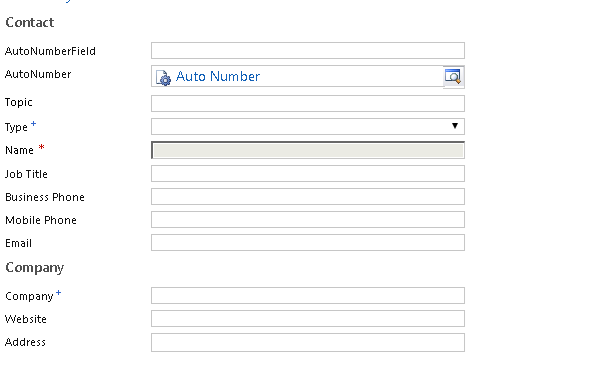 Contact
AutoNumberField
AutoNumber Auto Number
Topic
Type +
Name *
Job Title
Business Phone
Mobile Phone
Email
Company
Company +
Website
Address